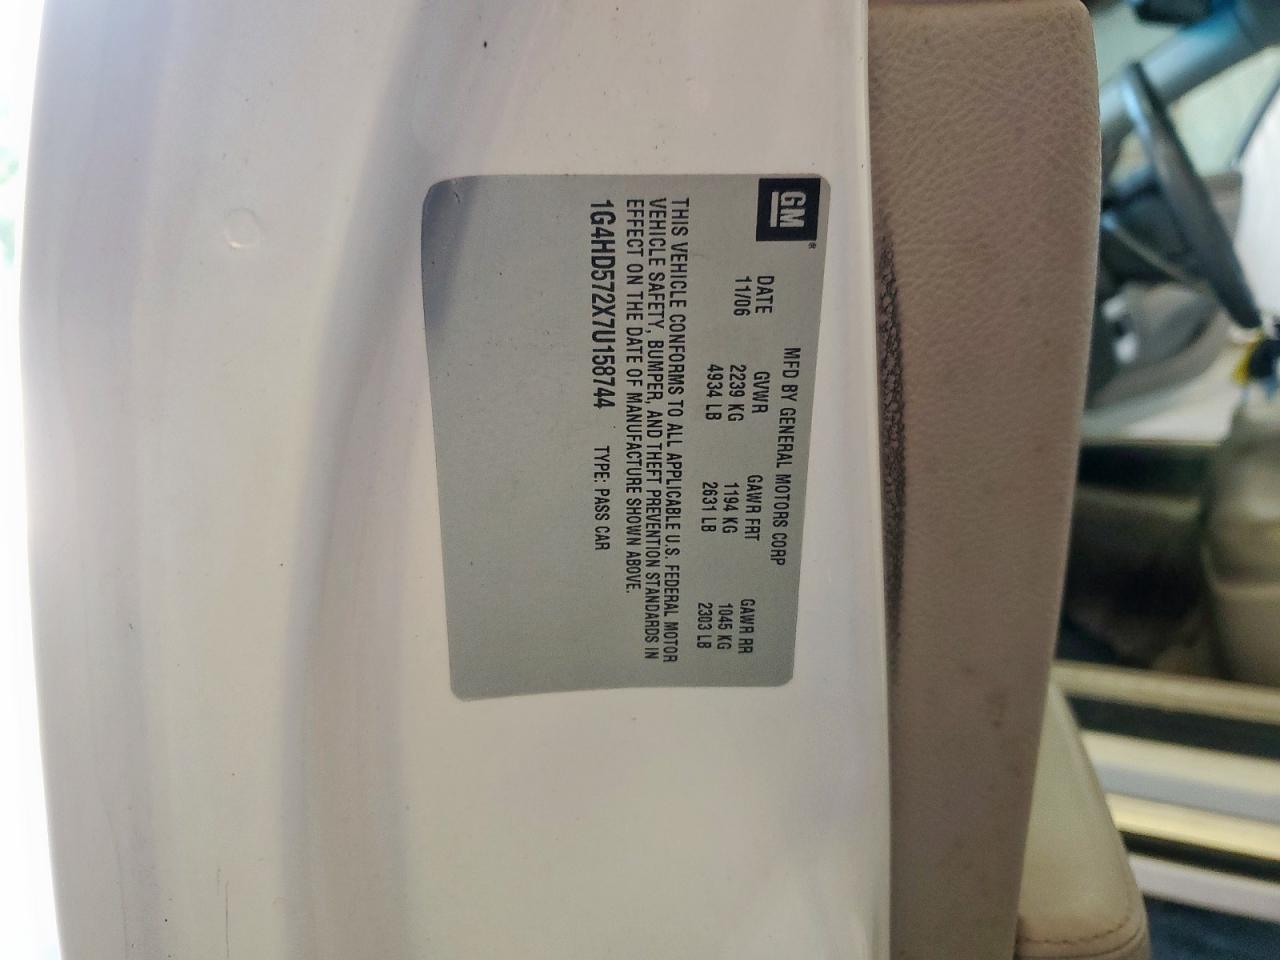 GM®
MFD BY GENERAL MOTORS CORP
DATE GVWR GAWR FRT GAWR RR
11/06 2239 KG 1194 KG 1045 KG
4934 LB 2631 LB 2303 LB
THIS VEHICLE CONFORMS TO ALL APPLICABLE U.S. FEDERAL MOTOR
VEHICLE SAFETY, BUMPER, AND THEFT PREVENTION STANDARDS IN
EFFECT ON THE DATE OF MANUFACTURE SHOWN ABOVE.
1G4HD572X7U158744 TYPE: PASS CAR